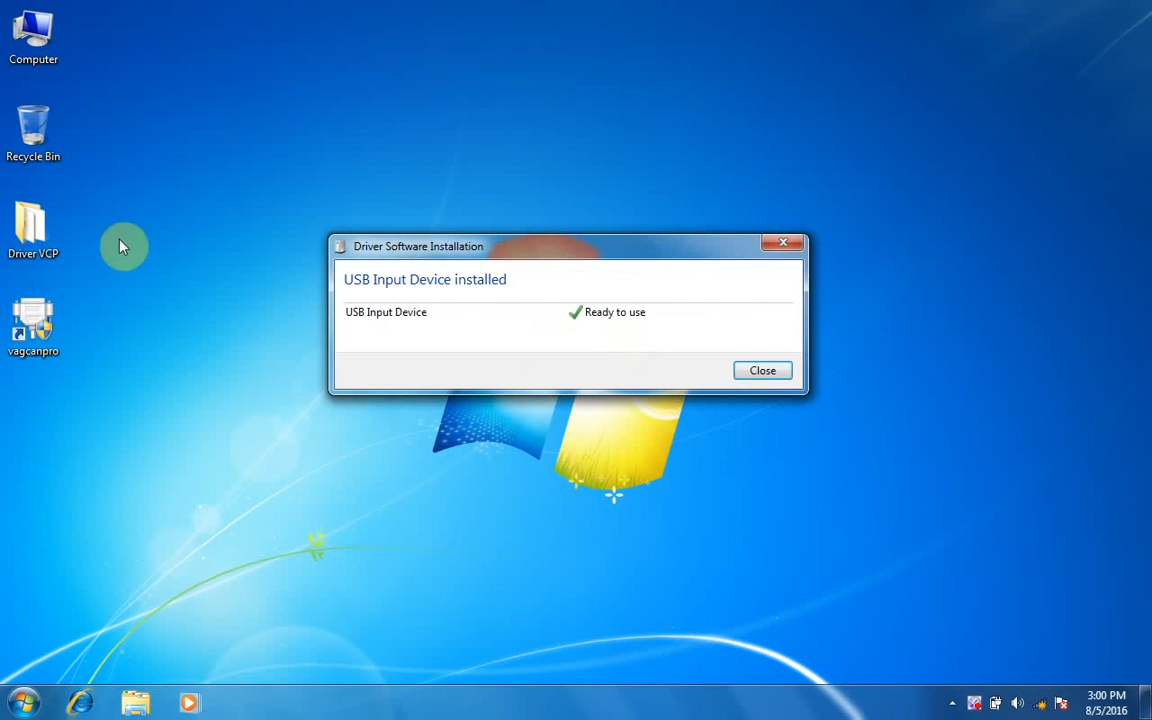 Computer
Recycle Bin
Driver VCP
vagcanpro
Driver Software Installation
USB Input Device installed
USB Input Device
Ready to use
Close
3:00 PM
8/5/2016